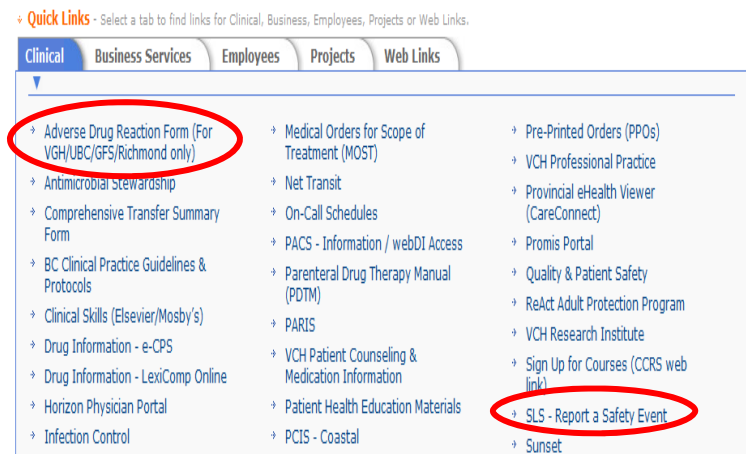 Quick Links - Select a tab to find links for Clinical, Business, Employees, Projects or Web Links.
Clinical Business Services Employees Projects Web Links
Adverse Drug Reaction Form (For
VGH/UBC/GFS/Richmond only)
Antimicrobial Stewardship
Comprehensive Transfer Summary
Form
BC Clinical Practice Guidelines &
Protocols
Clinical Skills (Elsevier/Mosby's)
Drug Information - e-CPS
Drug Information - LexiComp Online
Horizon Physician Portal
Infection Control
Medical Orders for Scope of
Treatment (MOST)
Net Transit
On-Call Schedules
PACS - Information / webDI Access
Parenteral Drug Therapy Manual
(PDTM)
PARIS
VCH Patient Counseling &
Medication Information
Patient Health Education Materials
PCIS - Coastal
Pre-Printed Orders (PPOs)
VCH Professional Practice
Provincial eHealth Viewer
(CareConnect)
Promis Portal
Quality & Patient Safety
ReAct Adult Protection Program
VCH Research Institute
Sign Up for Courses (CCRS web
link)
SLS - Report a Safety Event
Sunset